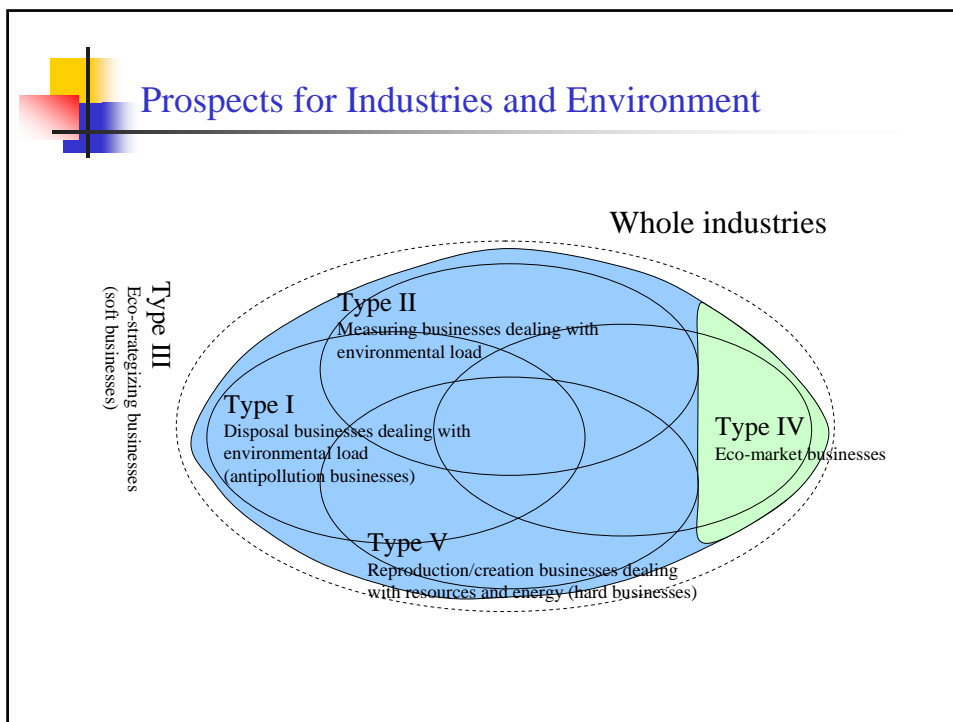 Prospects for Industries and Environment
Whole industries
Type III
Eco-strategizing businesses
(soft businesses)
Type II
Measuring businesses dealing with
environmental load
Type I
Disposal businesses dealing with
environmental load
(antipollution businesses)
Type IV
Eco-market businesses
Type V
Reproduction/creation businesses dealing
with resources and energy (hard businesses)